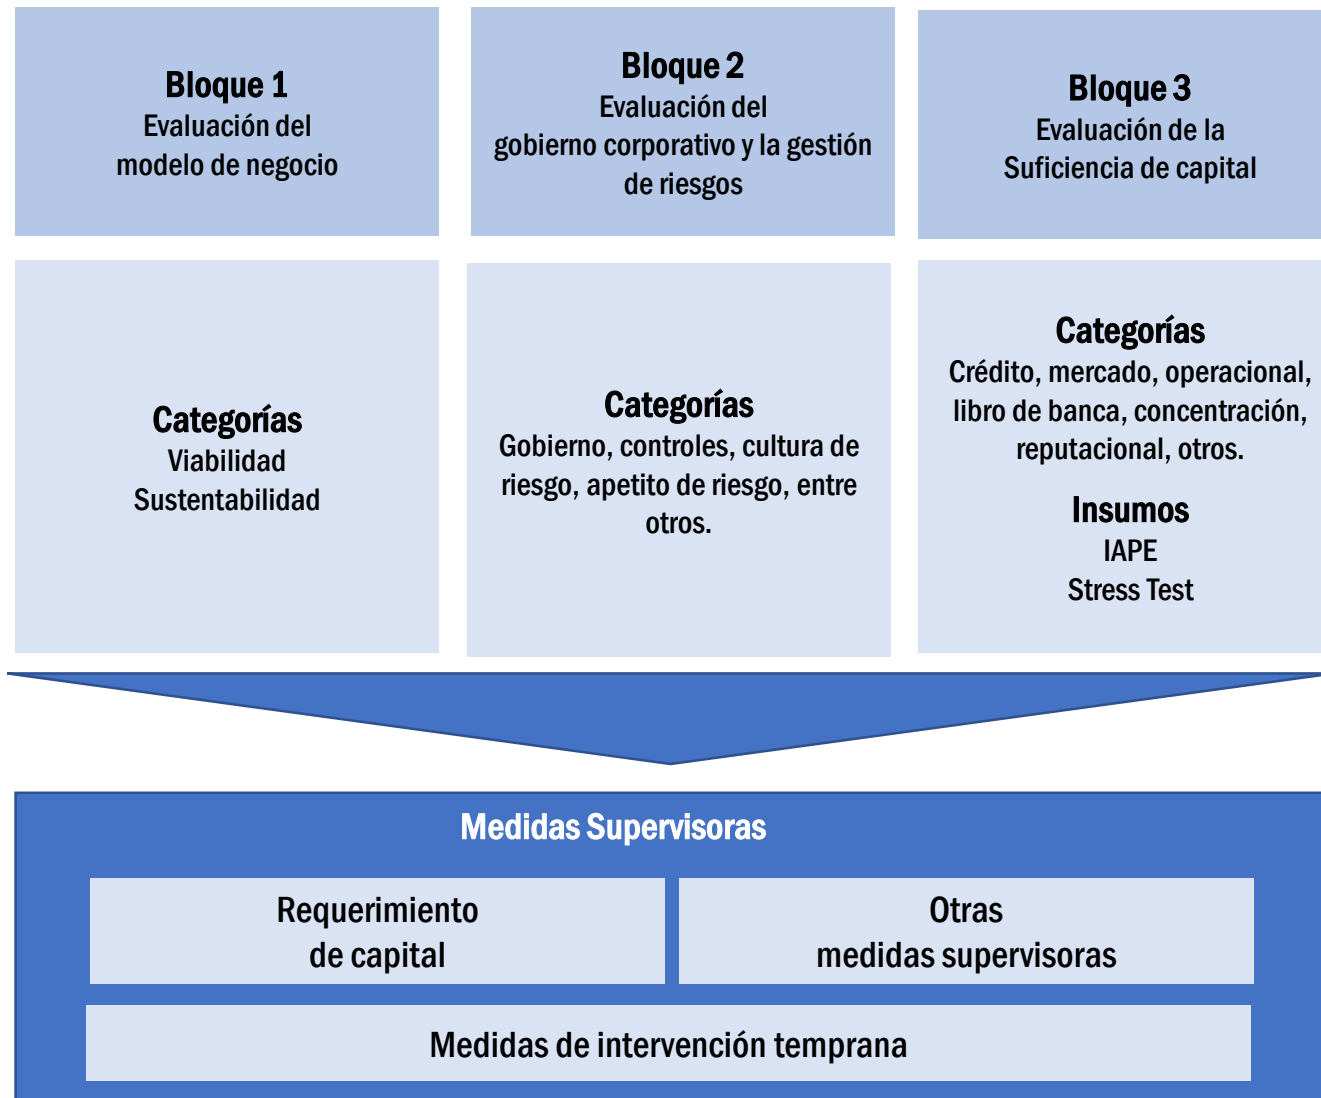 Bloque 1
Evaluación del
modelo de negocio
Bloque 2
Evaluación del
gobierno corporativo y la gestión
de riesgos
Bloque 3
Evaluación de la
Suficiencia de capital
Categorías
Viabilidad
Sustentabilidad
Categorías
Gobierno, controles, cultura de
riesgo, apetito de riesgo, entre
otros.
Categorías
Crédito, mercado, operacional,
libro de banca, concentración,
reputacional, otros.
Insumos
IAPE
Stress Test
Medidas Supervisoras
Requerimiento
de capital
Otras
medidas supervisoras
Medidas de intervención temprana